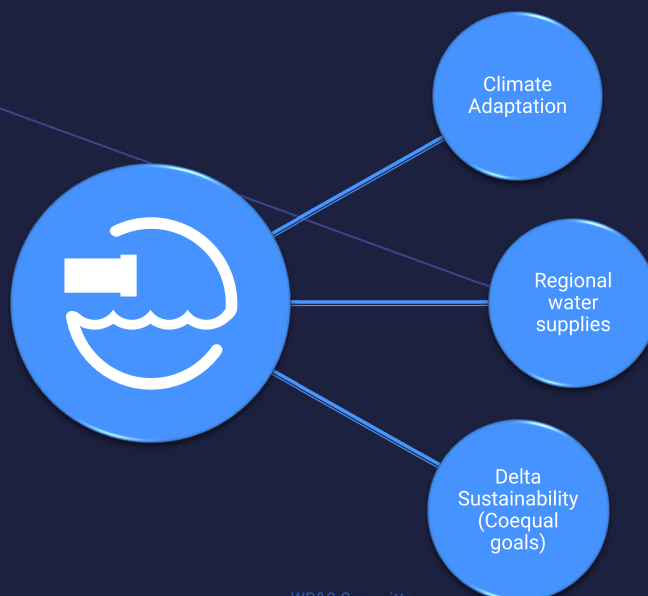 Climate
Adaptation
Regional
water
supplies
Delta
Sustainability
(Coequal
goals)